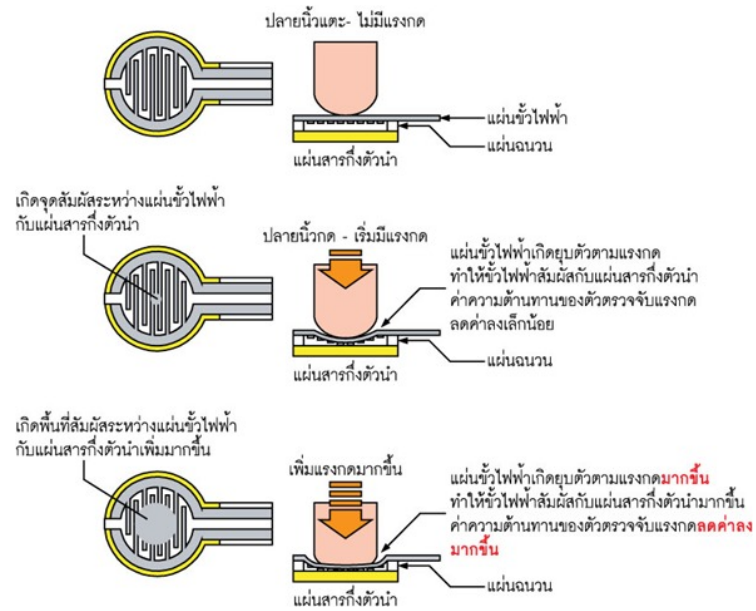 ปลายนิ้วแตะ- ไม่มีแรงกด
แผ่นขั้วไฟฟ้า
แผ่นฉนวน
แผ่นสารกึ่งตัวนำ
เกิดจุดสัมผัสระหว่างแผ่นขั้วไฟฟ้า
กับแผ่นสารกึ่งตัวนำ
ปลายนิ้วกด - เริ่มมีแรงกด
แผ่นขั้วไฟฟ้าเกิดยุบตัวตามแรงกด
ทำให้ขั้วไฟฟ้าสัมผัสกับแผ่นสารกึ่งตัวนำ
ค่าความต้านทานของตัวตรวจจับแรงกด
ลดค่าลงเล็กน้อย
แผ่นฉนวน
แผ่นสารกึ่งตัวนำ
เกิดพื้นที่สัมผัสระหว่างแผ่นขั้วไฟฟ้า
กับแผ่นสารกึ่งตัวนำเพิ่มมากขึ้น
เพิ่มแรงกดมากขึ้น
แผ่นขั้วไฟฟ้าเกิดยุบตัวตามแรงกดมากขึ้น
ทำให้ขั้วไฟฟ้าสัมผัสกับแผ่นสารกึ่งตัวนำมากขึ้น
ค่าความต้านทานของตัวตรวจจับแรงกดลดค่าลง
มากขึ้น
แผ่นฉนวน
แผ่นสารกึ่งตัวนำ